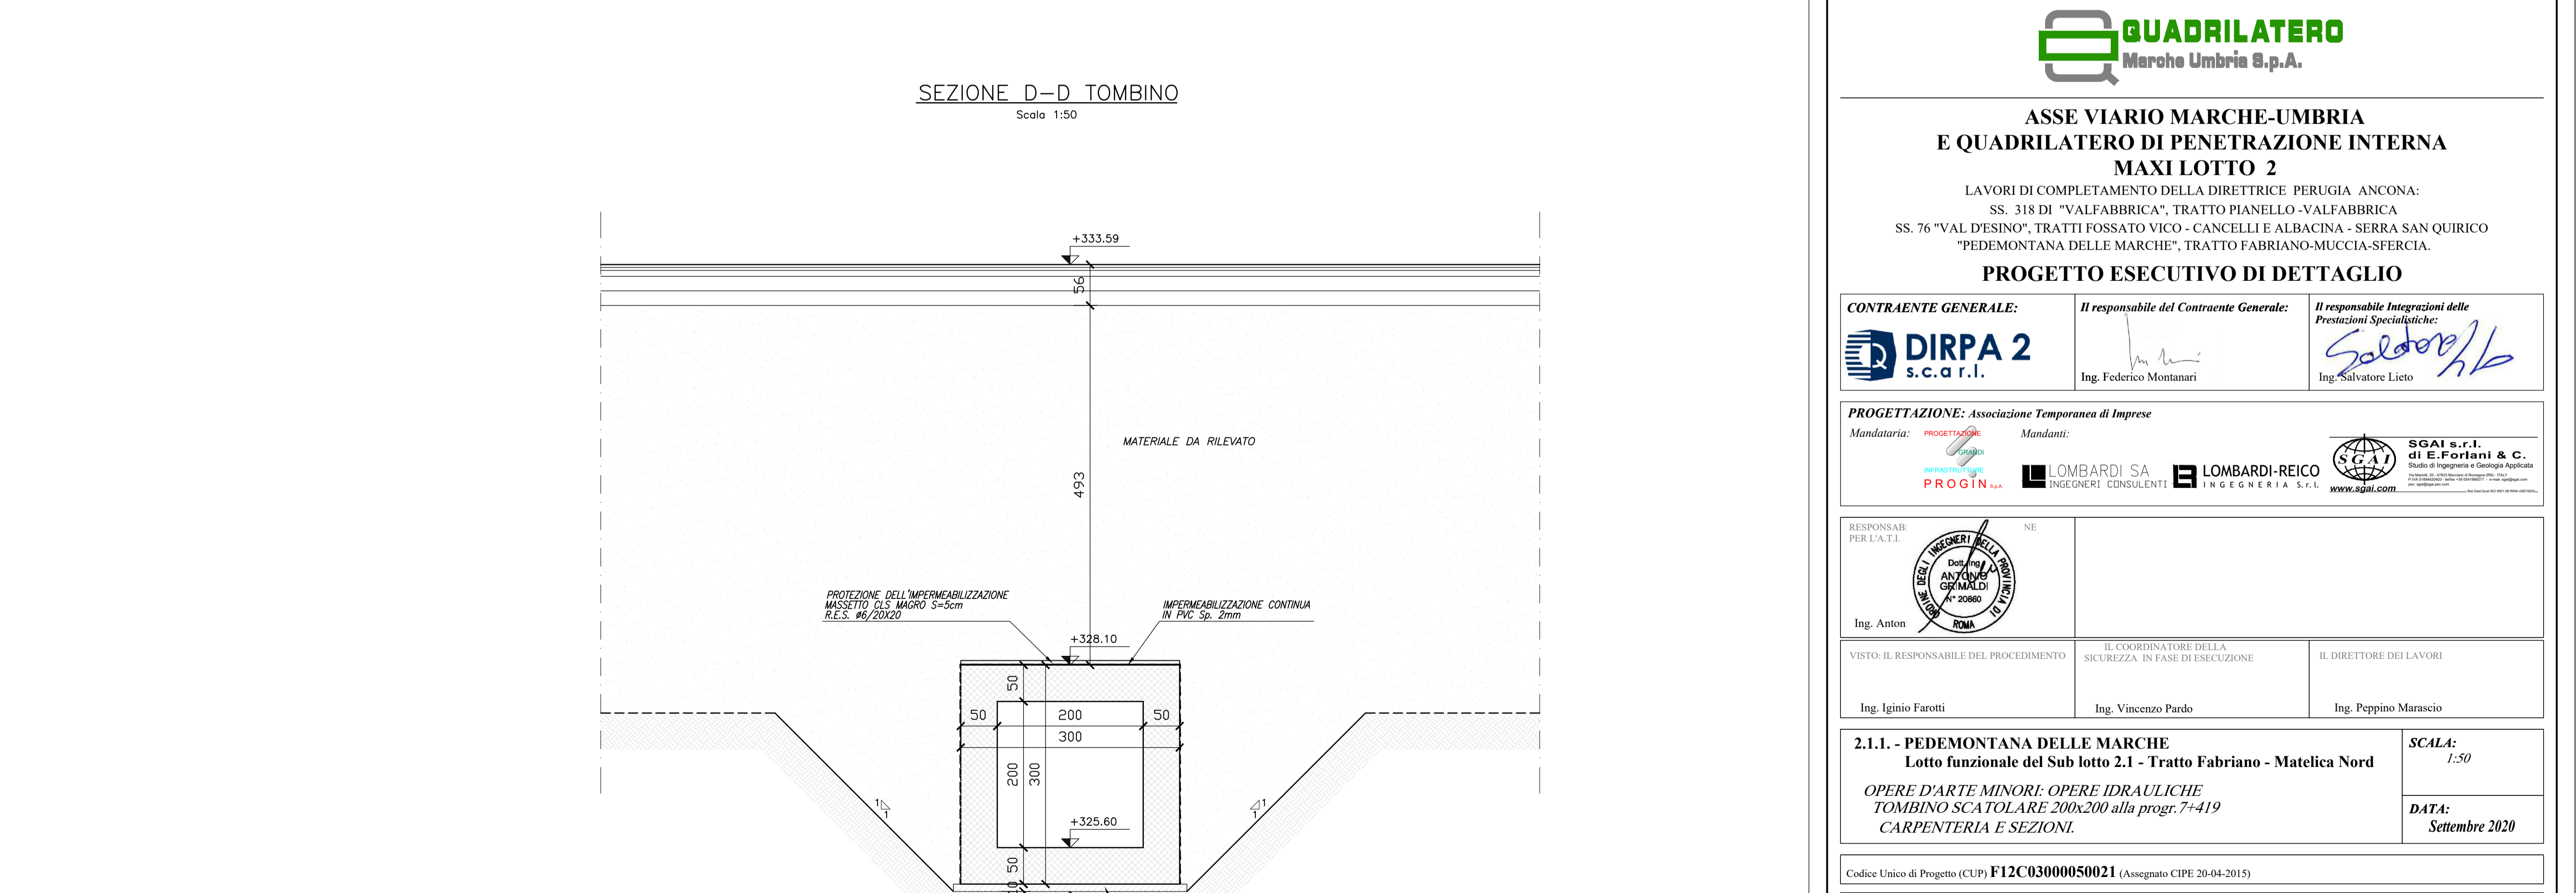 SEZIONE D-D TOMBINO
Scala 1:50
+333.59
56
493
MATERIALE DA RILEVATO
PROTEZIONE DELL'IMPERMEABILIZZAZIONE
MASSETTO CLS MAGRO S=5cm
R.E.S. ø6/20X20
IMPERMEABILIZZAZIONE CONTINUA
IN PVC Sp. 2mm
+328.10
50
50
200
50
300
200
300
1
1
1
1
+325.60
50
QUADRILATERO
Marche Umbria S.p.A.
ASSE VIARIO MARCHE-UMBRIA
E QUADRILATERO DI PENETRAZIONE INTERNA
MAXI LOTTO 2
LAVORI DI COMPLETAMENTO DELLA DIRETTRICE PERUGIA ANCONA:
SS. 318 DI "VALFABBRICA", TRATTO PIANELLO -VALFABBRICA
SS. 76 "VAL D'ESINO", TRATTI FOSSATO VICO - CANCELLI E ALBACINA - SERRA SAN QUIRICO
"PEDEMONTANA DELLE MARCHE", TRATTO FABRIANO-MUCCIA-SFERCIA.
PROGETTO ESECUTIVO DI DETTAGLIO
CONTRAENTE GENERALE:
DIRPA 2
s.c.a r.l.
Il responsabile del Contraente Generale:
Ing. Federico Montanari
Il responsabile Integrazioni delle
Prestazioni Specialistiche:
Ing. Salvatore Lieto
PROGETTAZIONE: Associazione Temporanea di Imprese
Mandataria:
PROGETTAZIONE
GRANDI
INFRASTRUTTURE
PROGIN S.p.A.
Mandanti:
LOMBARDI SA
INGEGNERI CONSULENTI
LOMBARDI-REICO
INGEGNERIA S.r.l.
SGAI
www.sgai.com
SGAI s.r.l.
di E.Forlani & C.
Studio di Ingegneria e Geologia Applicata
RESPONSAB NE
PER L'A.T.I.
ORDINE DEGLI INGEGNERI DELLA PROVINCIA DI ROMA
Dott. Ing.
ANTONIO
GRIMALDI
N° 20660
Ing. Anton
VISTO: IL RESPONSABILE DEL PROCEDIMENTO
Ing. Iginio Farotti
IL COORDINATORE DELLA
SICUREZZA IN FASE DI ESECUZIONE
Ing. Vincenzo Pardo
IL DIRETTORE DEI LAVORI
Ing. Peppino Marascio
2.1.1. - PEDEMONTANA DELLE MARCHE
Lotto funzionale del Sub lotto 2.1 - Tratto Fabriano - Matelica Nord
OPERE D'ARTE MINORI: OPERE IDRAULICHE
TOMBINO SCATOLARE 200x200 alla progr.7+419
CARPENTERIA E SEZIONI.
SCALA:
1:50
DATA:
Settembre 2020
Codice Unico di Progetto (CUP) F12C03000050021 (Assegnato CIPE 20-04-2015)